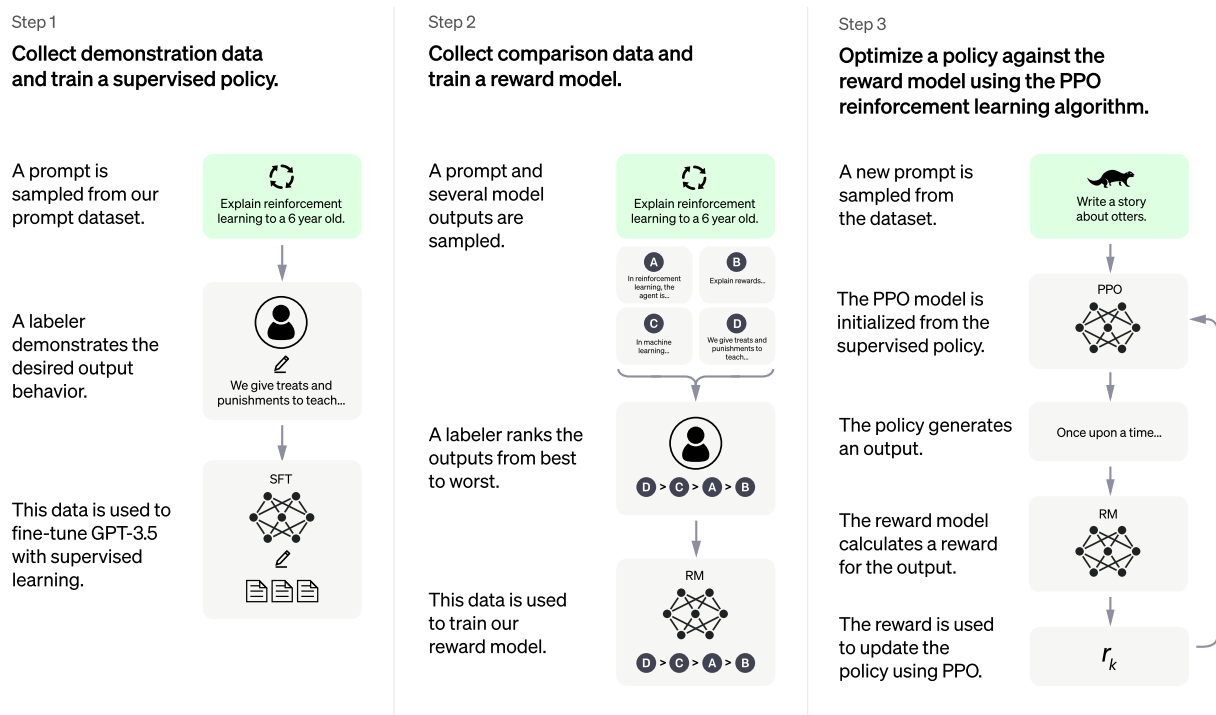 Step 1
Collect demonstration data
and train a supervised policy.
A prompt is
sampled from our
prompt dataset.
Explain reinforcement
learning to a 6 year old.
A labeler
demonstrates the
desired output
behavior.
We give treats and
punishments to teach...
This data is used to
fine-tune GPT-3.5
with supervised
learning.
SFT
Step 2
Collect comparison data and
train a reward model.
A prompt and
several model
outputs are
sampled.
Explain reinforcement
learning to a 6 year old.
A
In reinforcement
learning, the
agent is...
B
Explain rewards...
C
In machine
learning...
D
We give treats and
punishments to
teach...
A labeler ranks the
outputs from best
to worst.
D > C > A > B
This data is used
to train our
reward model.
RM
D > C > A > B
Step 3
Optimize a policy against the
reward model using the PPO
reinforcement learning algorithm.
A new prompt is
sampled from
the dataset.
Write a story
about otters.
The PPO model is
initialized from the
supervised policy.
PPO
The policy generates
an output.
Once upon a time...
The reward model
calculates a reward
for the output.
RM
The reward is used
to update the
policy using PPO.
rk